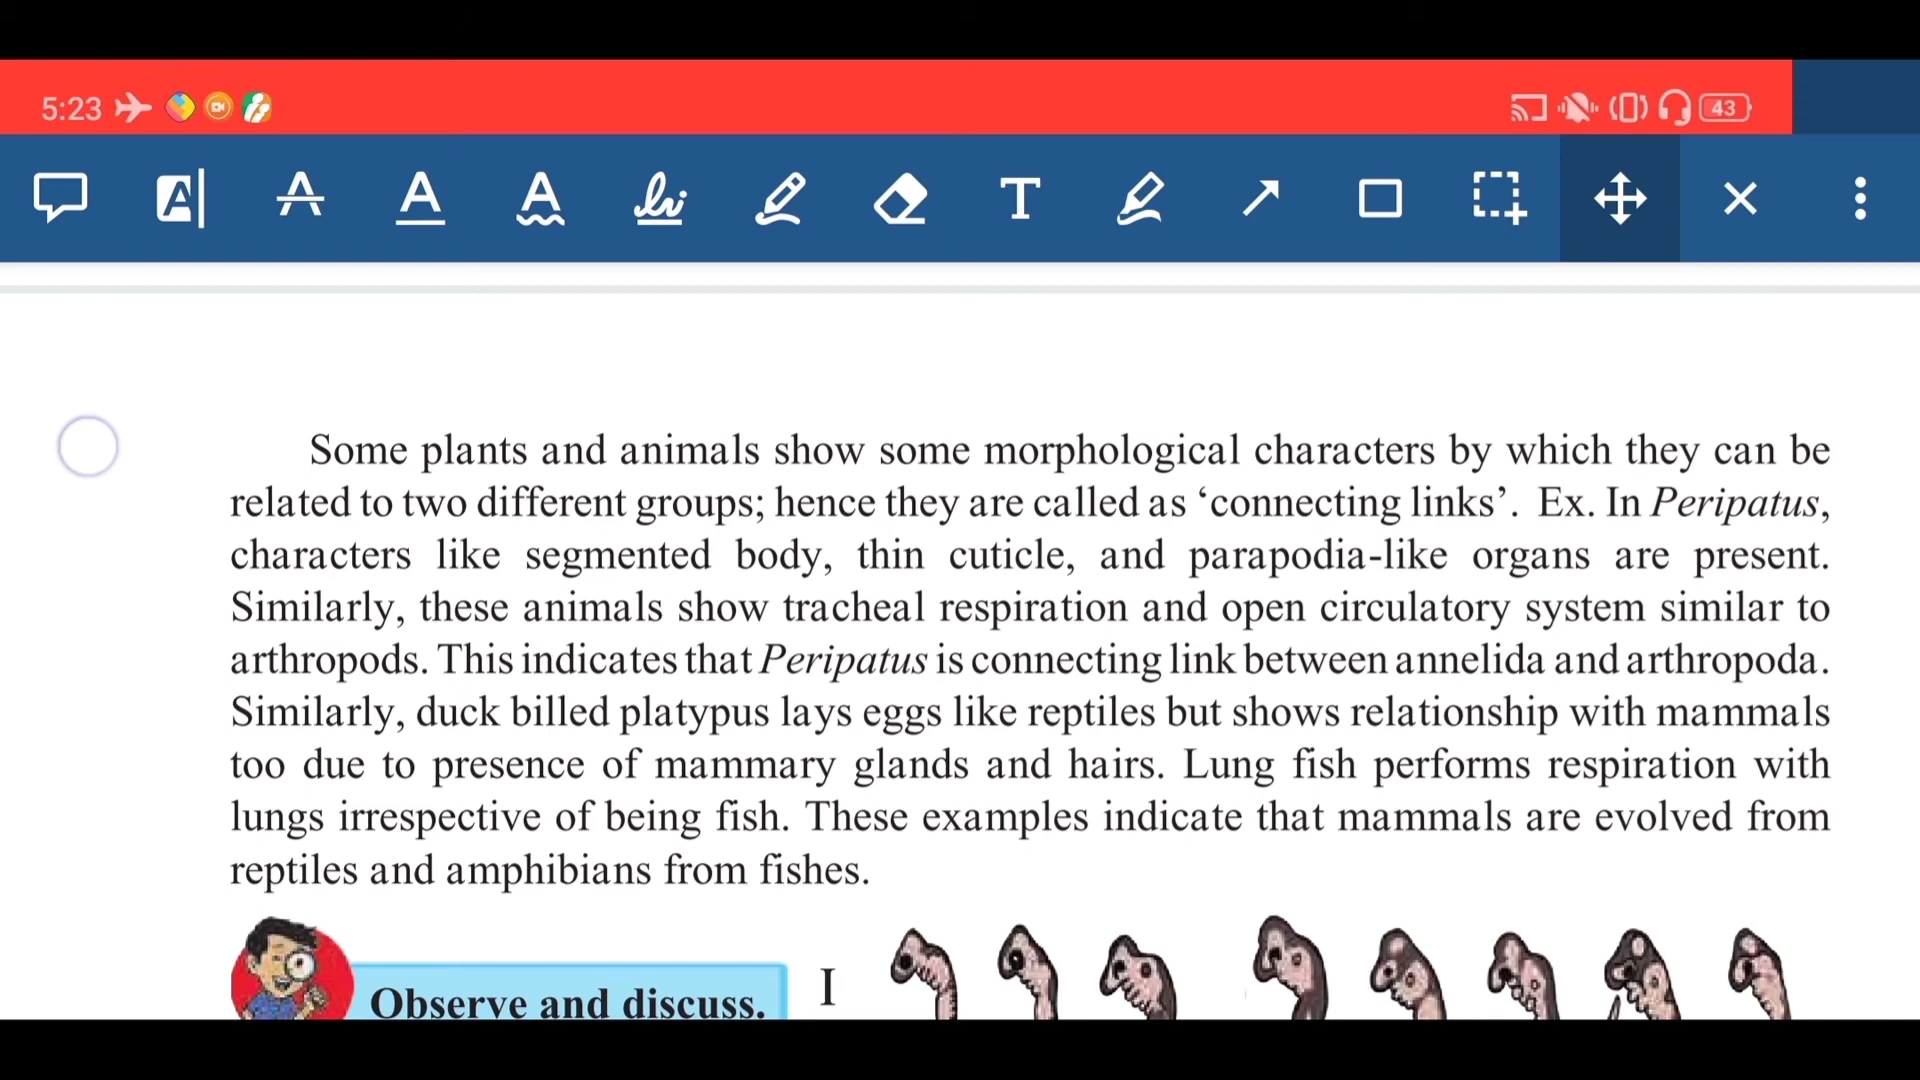 5:23
43
Some plants and animals show some morphological characters by which they can be
related to two different groups; hence they are called as ‘connecting links’. Ex. In Peripatus,
characters like segmented body, thin cuticle, and parapodia-like organs are present.
Similarly, these animals show tracheal respiration and open circulatory system similar to
arthropods. This indicates that Peripatus is connecting link between annelida and arthropoda.
Similarly, duck billed platypus lays eggs like reptiles but shows relationship with mammals
too due to presence of mammary glands and hairs. Lung fish performs respiration with
lungs irrespective of being fish. These examples indicate that mammals are evolved from
reptiles and amphibians from fishes.
Observe and discuss.
I